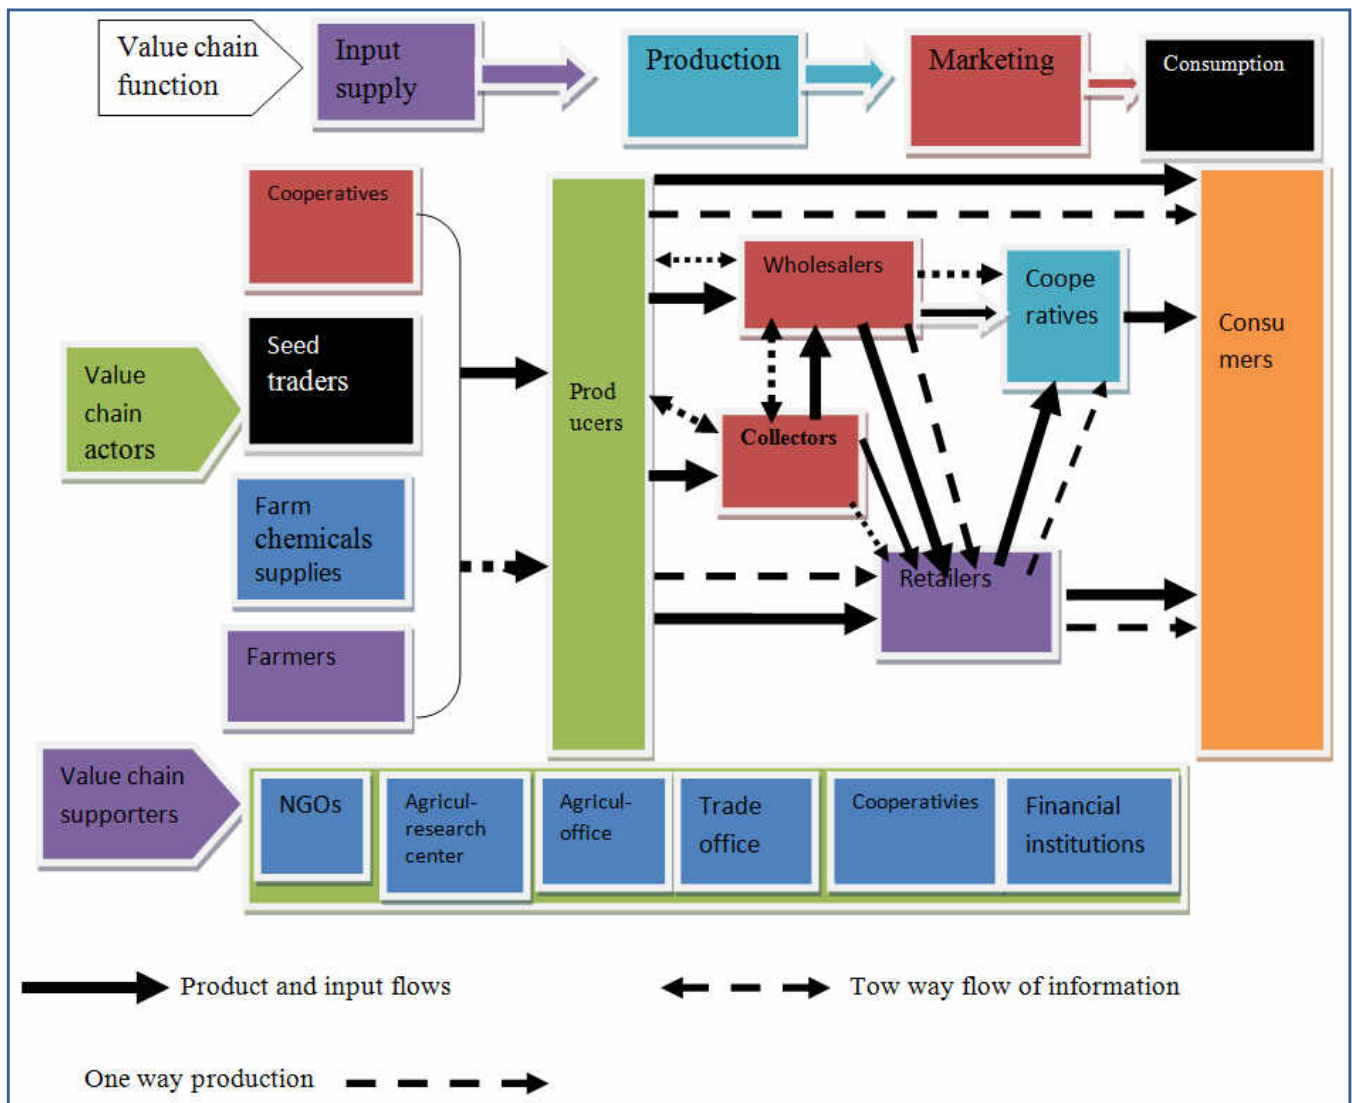 Value chain
function
Input
supply
Production
Marketing
Consumption
Cooperatives
Seed
traders
Value
chain
actors
Farm
chemicals
supplies
Farmers
Prod
ucers
Wholesalers
Coope
ratives
Collectors
Retailers
Consu
mers
Value chain
supporters
NGOs
Agricul-
research
center
Agricul-
office
Trade
office
Cooperativies
Financial
institutions
Product and input flows
Tow way flow of information
One way production